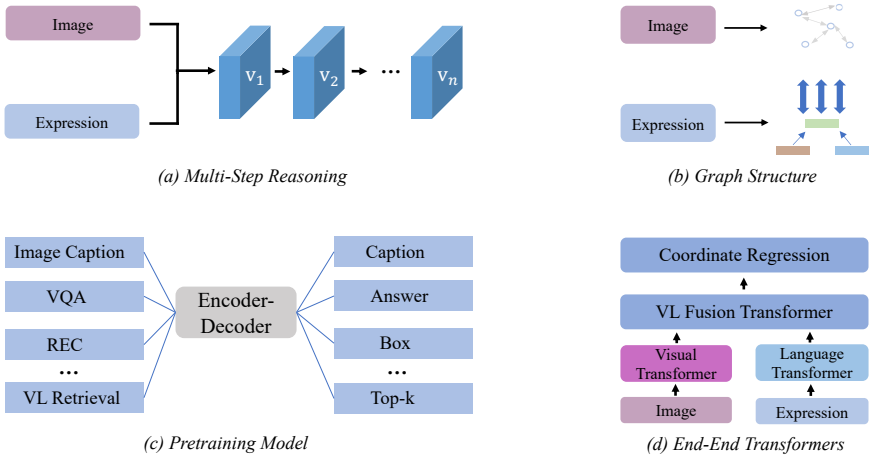 Image
Expression
v₁
v₂
...
vₙ
(a) Multi-Step Reasoning
Image
Expression
(b) Graph Structure
Image Caption
VQA
REC
...
VL Retrieval
Encoder-
Decoder
Caption
Answer
Box
...
Top-k
(c) Pretraining Model
Coordinate Regression
VL Fusion Transformer
Visual
Transformer
Language
Transformer
Image
Expression
(d) End-End Transformers